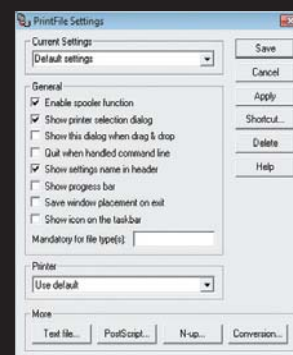 PrintFile Settings
Current Settings
Default settings
General
Enable spooler function
Show printer selection dialog
Show this dialog when drag & drop
Quit when handled command line
Show settings name in header
Show progress bar
Save window placement on exit
Show icon on the taskbar
Mandatory for file type(s):
Printer
Use default
More
Text file...
PostScript...
N-up...
Conversion...
Save
Cancel
Apply
Shortcut...
Delete
Help